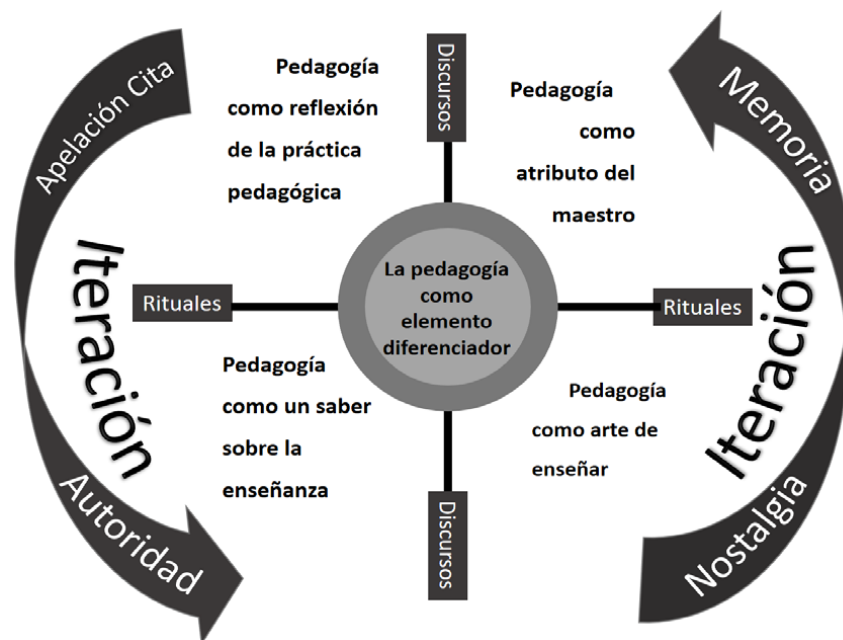 Apelación Cita
Iteración
Autoridad
Pedagogía
como reflexión
de la práctica
pedagógica
Discursos
Pedagogía
como
atributo del
maestro
Memoria
Iteración
Nostalgia
Rituales
La pedagogía
como
elemento
diferenciador
Rituales
Pedagogía
como un saber
sobre la
enseñanza
Discursos
Pedagogía
como arte de
enseñar